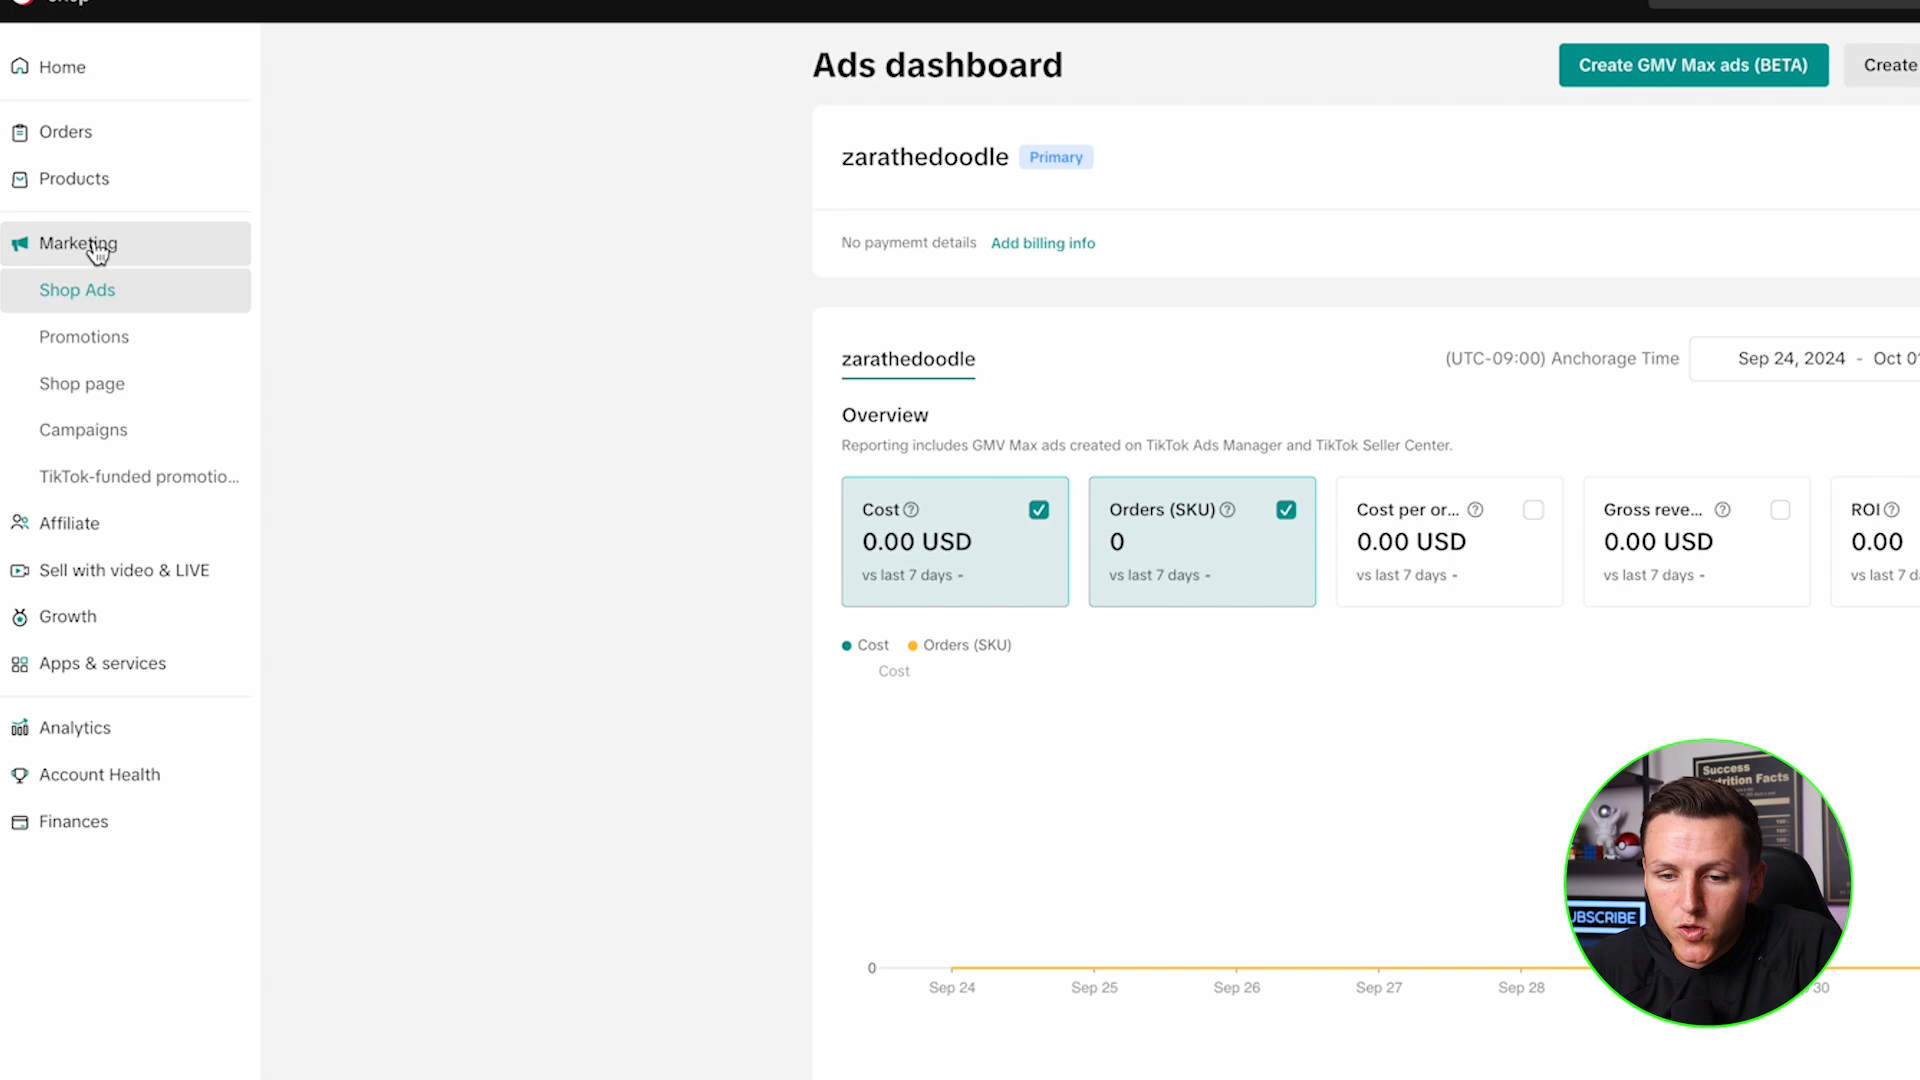 Shop
Home
Orders
Products
Marketing
Shop Ads
Promotions
Shop page
Campaigns
TikTok-funded promotio...
Affiliate
Sell with video & LIVE
Growth
Apps & services
Analytics
Account Health
Finances
Ads dashboard
Create GMV Max ads (BETA)
Create
zarathedoodle Primary
No paymemt details Add billing info
zarathedoodle
(UTC-09:00) Anchorage Time
Sep 24, 2024 - Oct 01
Overview
Reporting includes GMV Max ads created on TikTok Ads Manager and TikTok Seller Center.
Cost
0.00 USD
vs last 7 days -
Orders (SKU)
0
vs last 7 days -
Cost per or...
0.00 USD
vs last 7 days -
Gross reve...
0.00 USD
vs last 7 days -
ROI
0.00
vs last 7 d
Cost Orders (SKU)
Cost
0
Sep 24 Sep 25 Sep 26 Sep 27 Sep 28 30
Success
Nutrition Facts
UBSCRIBE